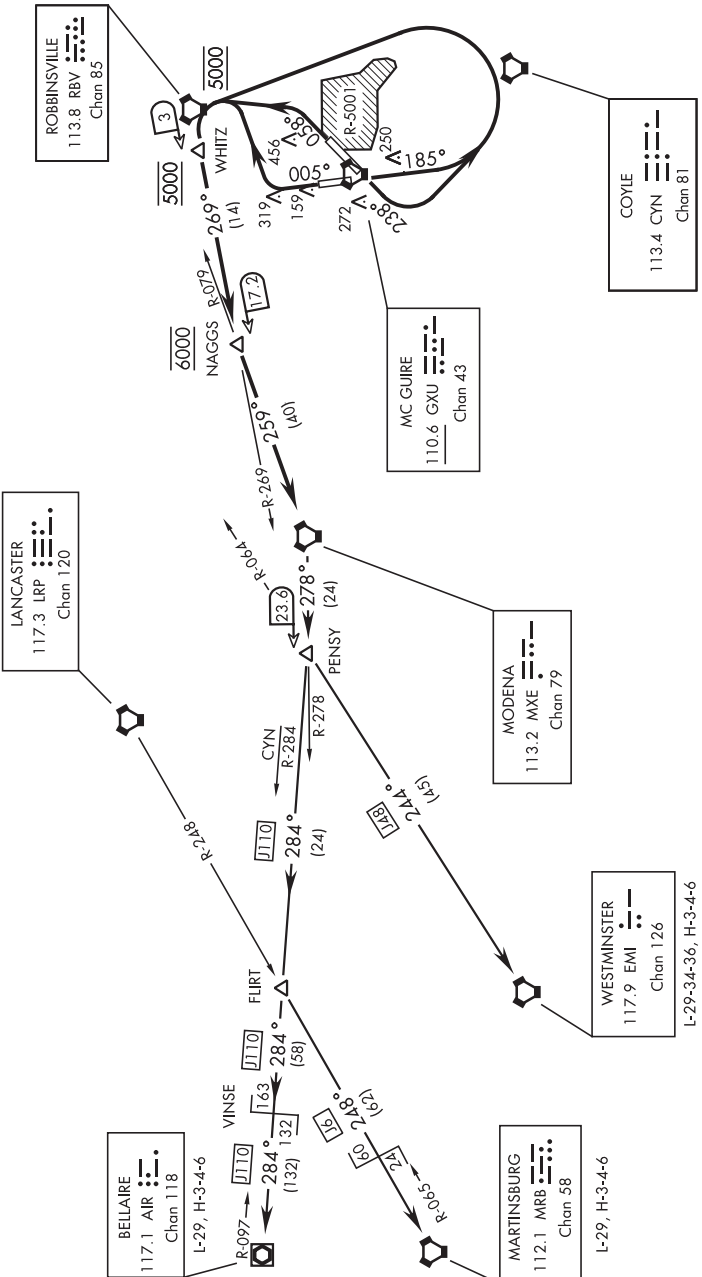 ROBBINSVILLE
113.8 RBV
Chan 85
3
5000
5000
WHITZ
R-5001
058°
456
250
005°
185°
319
159
272
238°
269°
(14)
R-079
17.2
6000
NAGGS
COYLE
113.4 CYN
Chan 81
MC GUIRE
110.6 GXU
Chan 43
259°
(40)
R-269
R-064
23.6
278°
(24)
PENSY
LANCASTER
117.3 LRP
Chan 120
MODENA
113.2 MXE
Chan 79
CYN
R-284
R-278
J110
284°
(24)
J48
244°
(45)
R-248
FLIRT
WESTMINSTER
117.9 EMI
Chan 126
L-29-34-36, H-3-4-6
J110
284°
(58)
VINSE
163
132
J110
284°
(132)
R-097
J6
248°
(62)
60
24
R-065
BELLAIRE
117.1 AIR
Chan 118
L-29, H-3-4-6
MARTINSBURG
112.1 MRB
Chan 58
L-29, H-3-4-6